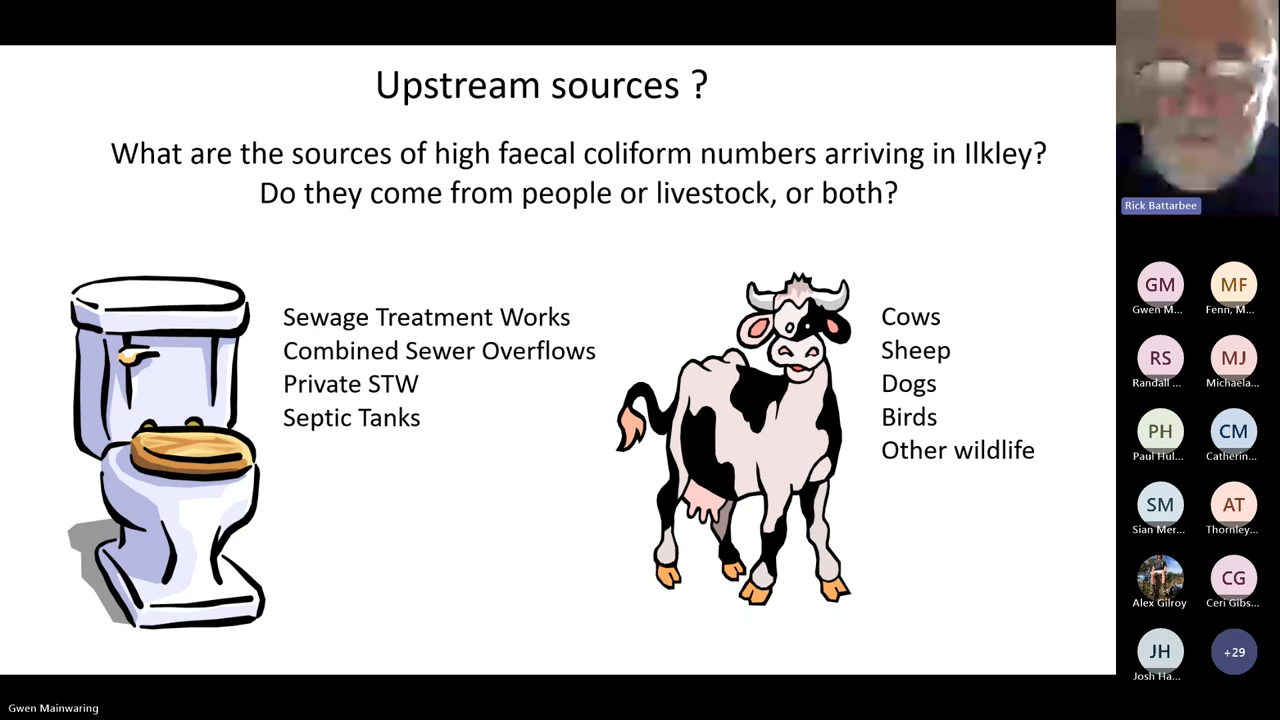 Upstream sources ?
What are the sources of high faecal coliform numbers arriving in Ilkley?
Do they come from people or livestock, or both?
Sewage Treatment Works
Combined Sewer Overflows
Private STW
Septic Tanks
Cows
Sheep
Dogs
Birds
Other wildlife
Rick Battarbee
GM
MF
Gwen M...
Fenn, M...
RS
MJ
Randall ...
Michaela...
PH
CM
Paul Hul...
Catherin...
SM
AT
Sian Mer...
Thornley...
CG
Alex Gilroy
Ceri Gibs...
JH
+29
Josh Ha...
Gwen Mainwaring